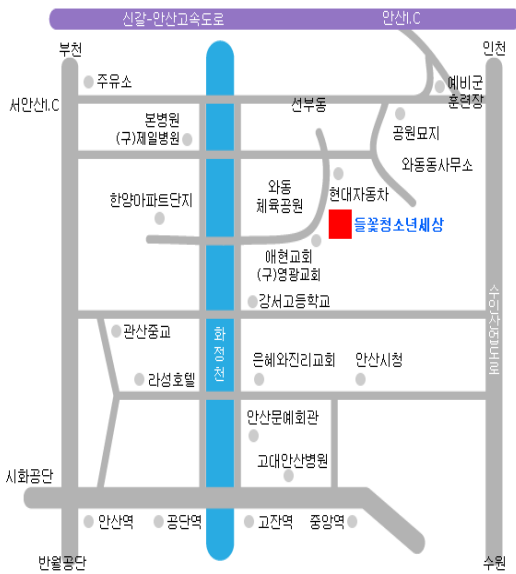 신갈-안산고속도로
안산I.C
부천
인천
주유소
예비군
훈련장
서안산I.C
선부동
본병원
(구)제일병원
공원묘지
와동동사무소
와동
체육공원
현대자동차
한양아파트단지
들꽃청소년세상
애현교회
(구)영광교회
강서고등학교
수인산업도로
관산중교
화정천
은혜와진리교회
안산시청
라성호텔
안산문예회관
고대안산병원
시화공단
안산역
공단역
고잔역
중앙역
반월공단
수원